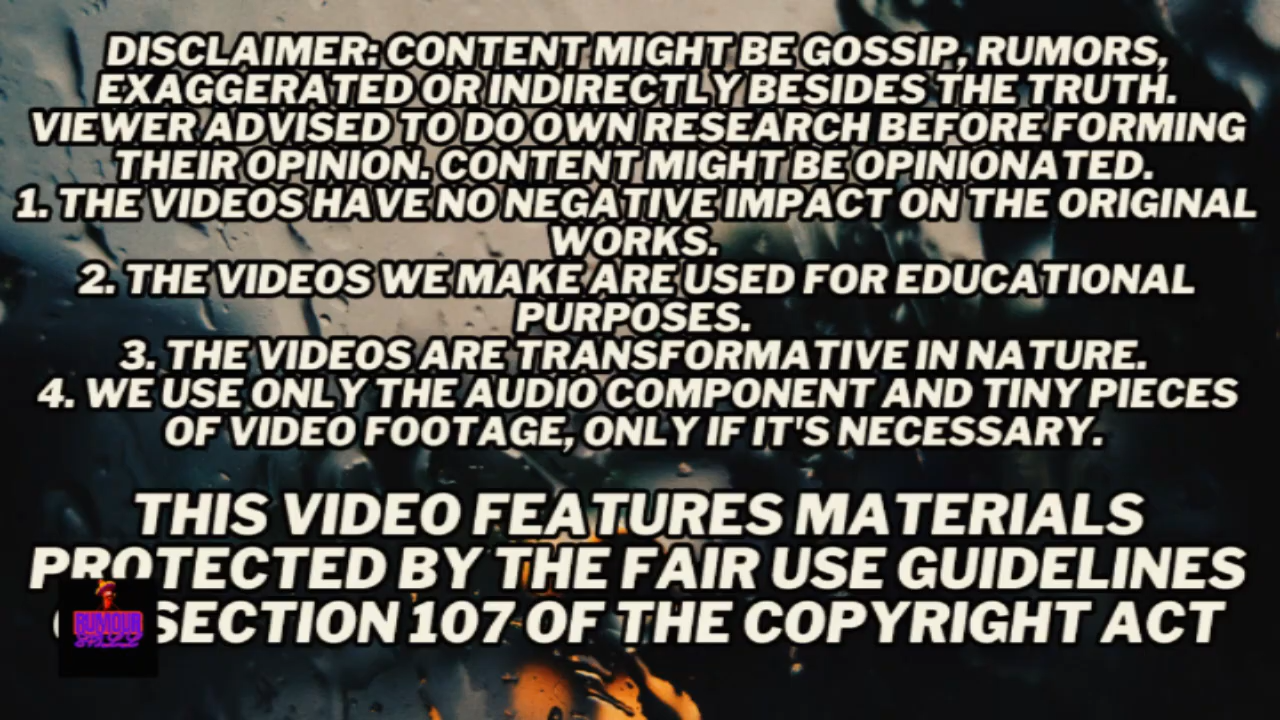 DISCLAIMER: CONTENT MIGHT BE GOSSIP, RUMORS,
EXAGGERATED OR INDIRECTLY BESIDES THE TRUTH.
VIEWER ADVISED TO DO OWN RESEARCH BEFORE FORMING
THEIR OPINION. CONTENT MIGHT BE OPINIONATED.
1. THE VIDEOS HAVE NO NEGATIVE IMPACT ON THE ORIGINAL
WORKS.
2. THE VIDEOS WE MAKE ARE USED FOR EDUCATIONAL
PURPOSES.
3. THE VIDEOS ARE TRANSFORMATIVE IN NATURE.
4. WE USE ONLY THE AUDIO COMPONENT AND TINY PIECES
OF VIDEO FOOTAGE, ONLY IF IT'S NECESSARY.
THIS VIDEO FEATURES MATERIALS
PROTECTED BY THE FAIR USE GUIDELINES
SECTION 107 OF THE COPYRIGHT ACT
RUMOUR